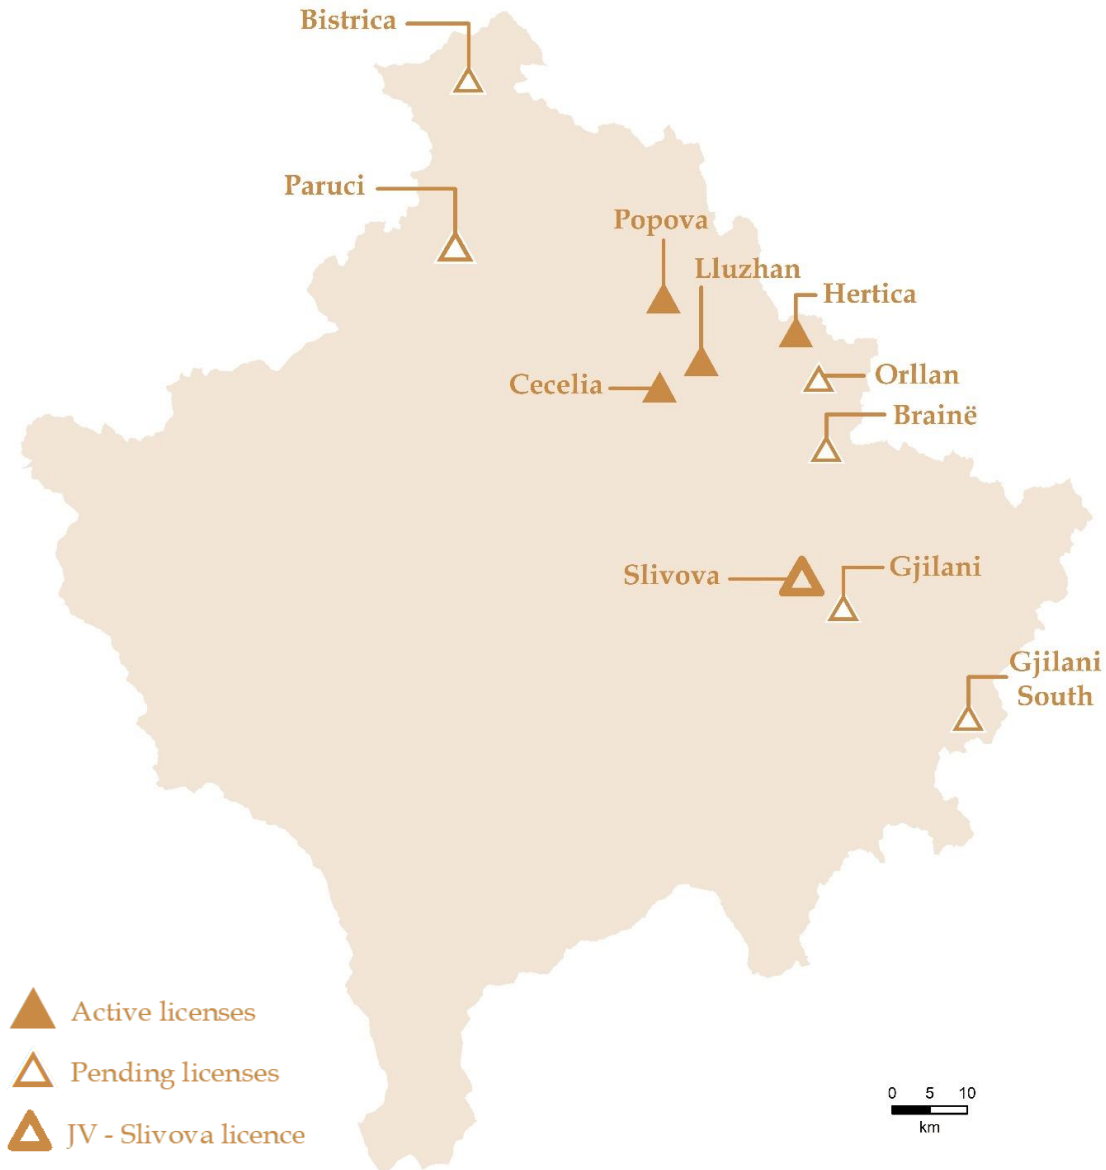 Bistrica
Paruci
Popova
Lluzhan
Hertica
Cecelia
Orllan
Brainë
Slivova
Gjilani
Gjilani
South
Active licenses
Pending licenses
JV - Slivova licence
0 5 10
km